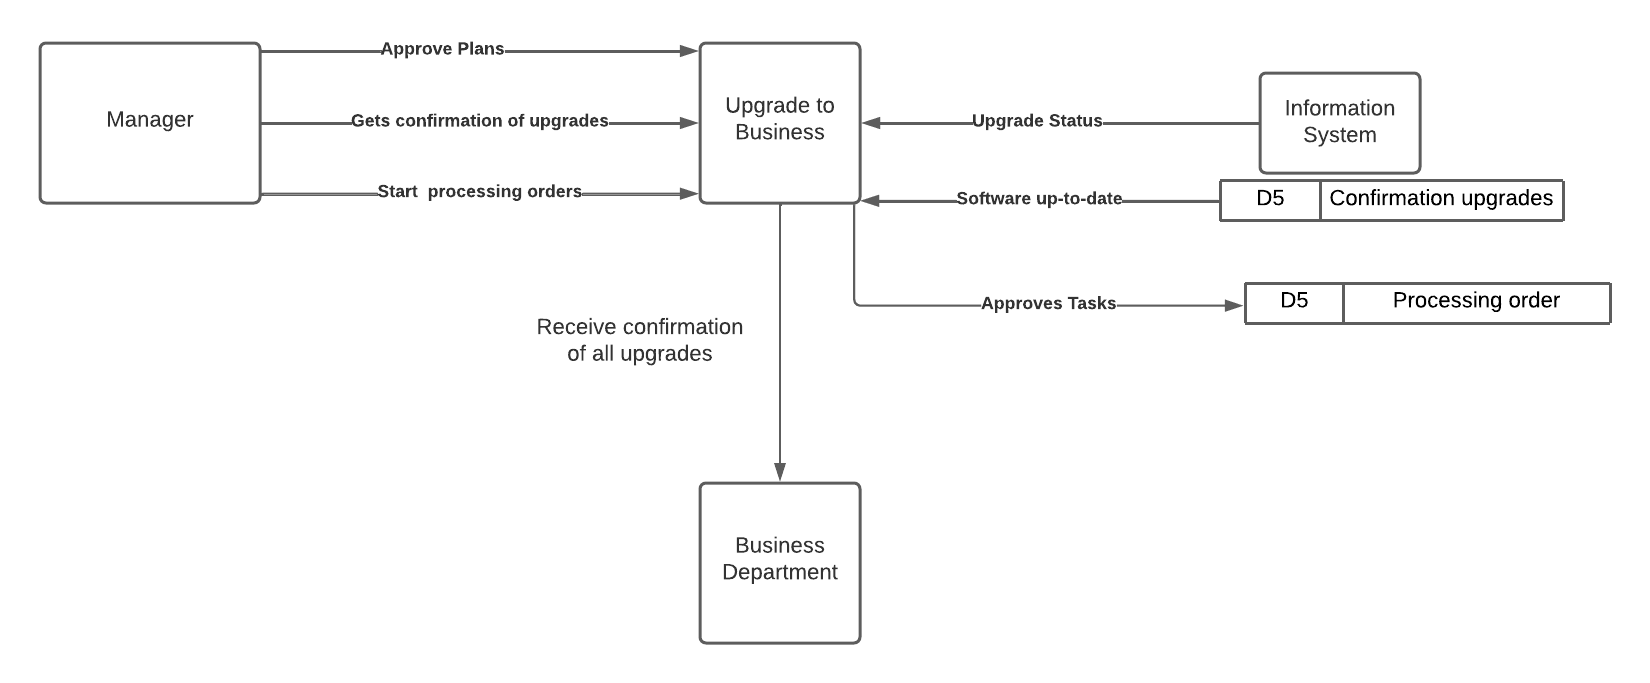 Approve Plans
Manager
Gets confirmation of upgrades
Start  processing orders
Upgrade to
Business
Upgrade Status
Information
System
Software up-to-date
D5
Confirmation upgrades
Approves Tasks
D5
Processing order
Receive confirmation
of all upgrades
Business
Department